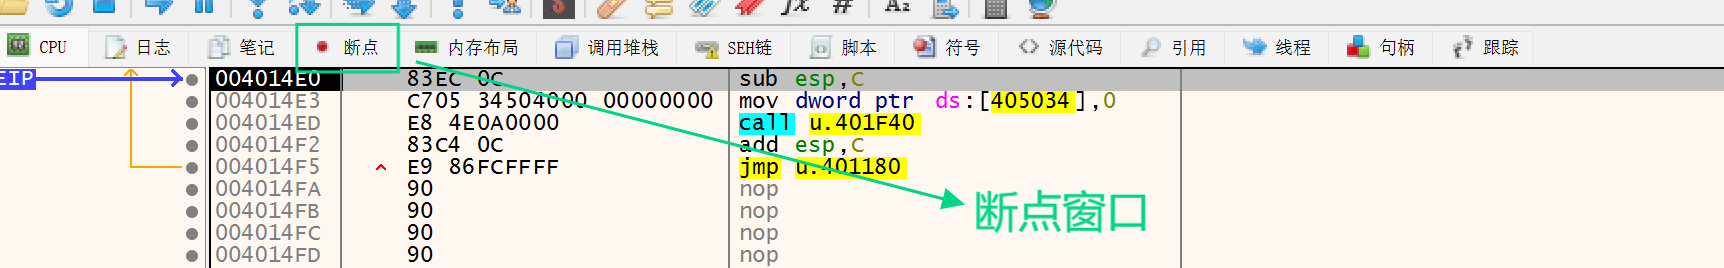 $ fx # A2
CPU 日志 笔记 断点 内存布局 调用堆栈 SEH链 脚本 符号 源代码 引用 线程 句柄 跟踪
EIP 004014E0 83EC 0C sub esp,C
004014E3 C705 34504000 00000000 mov dword ptr ds:[405034],0
004014ED E8 4E0A0000 call u.401F40
004014F2 83C4 0C add esp,C
004014F5 ^ E9 86FCFFFF jmp u.401180
004014FA 90 nop
004014FB 90 nop
004014FC 90 nop
004014FD 90 nop
断点窗口